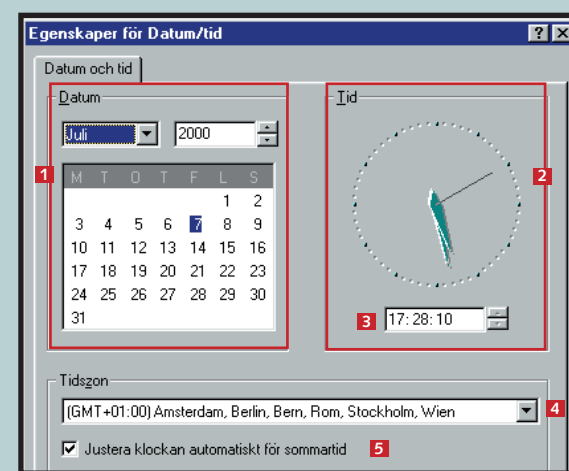 Egenskaper för Datum/tid
Datum och tid
Datum
Juli
2000
1
M T O T F L S
1 2
3 4 5 6 7 8 9
10 11 12 13 14 15 16
17 18 19 20 21 22 23
24 25 26 27 28 29 30
31
Tid
2
3
17:28:10
Tidszon
(GMT+01:00) Amsterdam, Berlin, Bern, Rom, Stockholm, Wien
4
Justera klockan automatiskt för sommartid
5